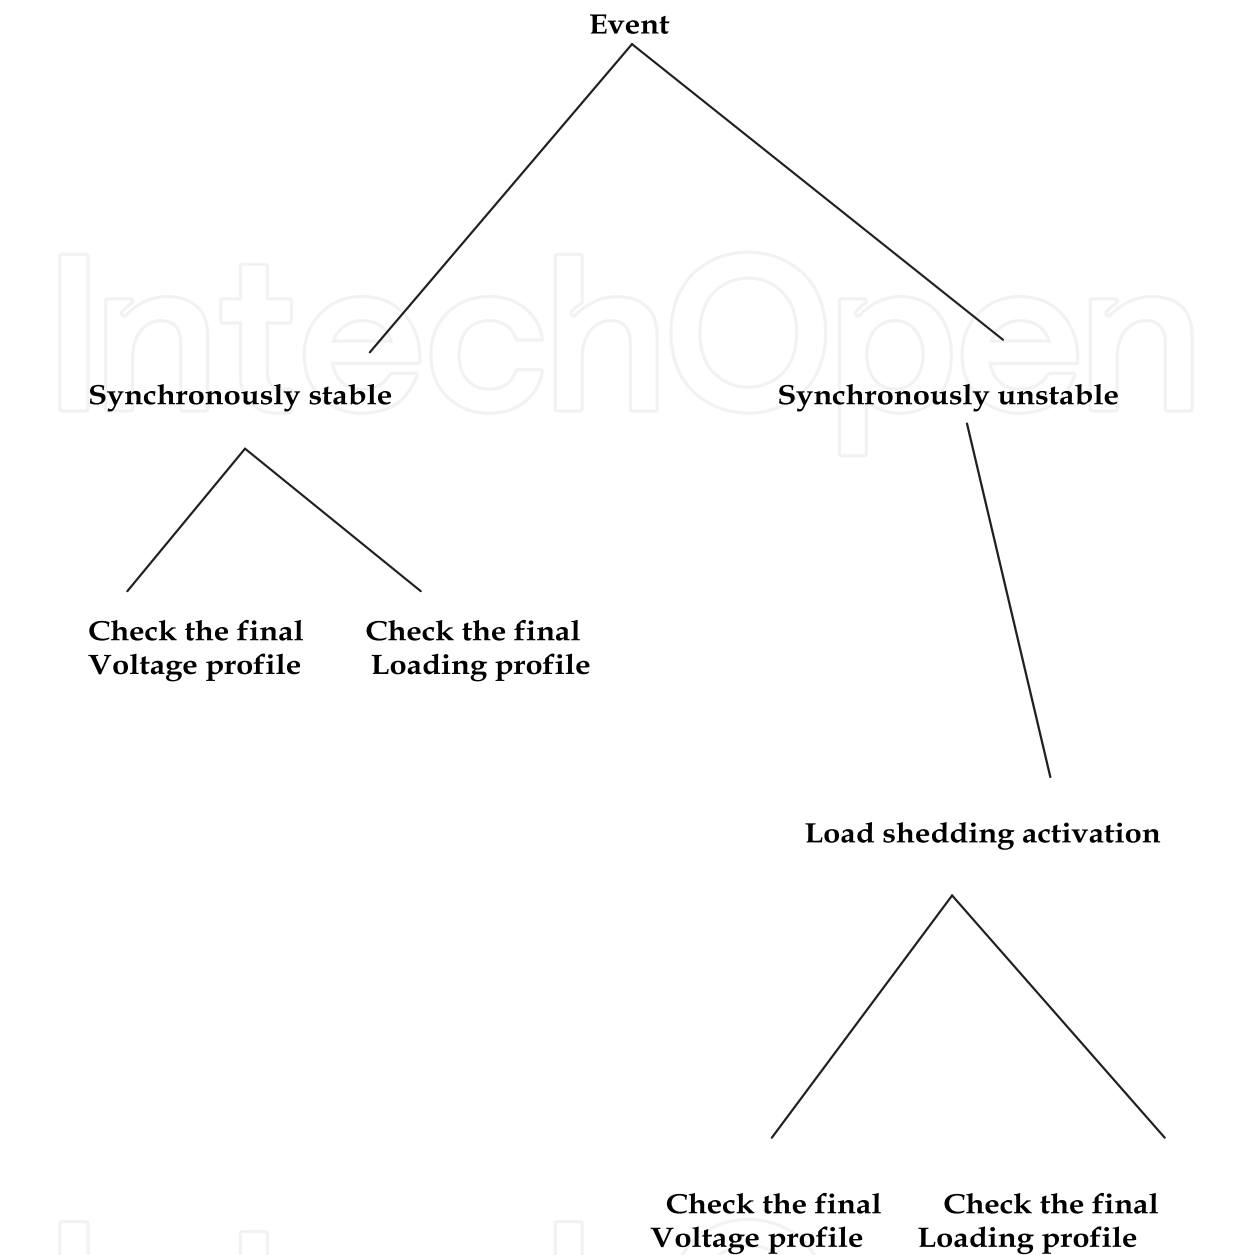 Event
IntechOpen
Synchronously stable
Synchronously unstable
Check the final
Voltage profile
Check the final
Loading profile
Load shedding activation
Check the final
Voltage profile
Check the final
Loading profile